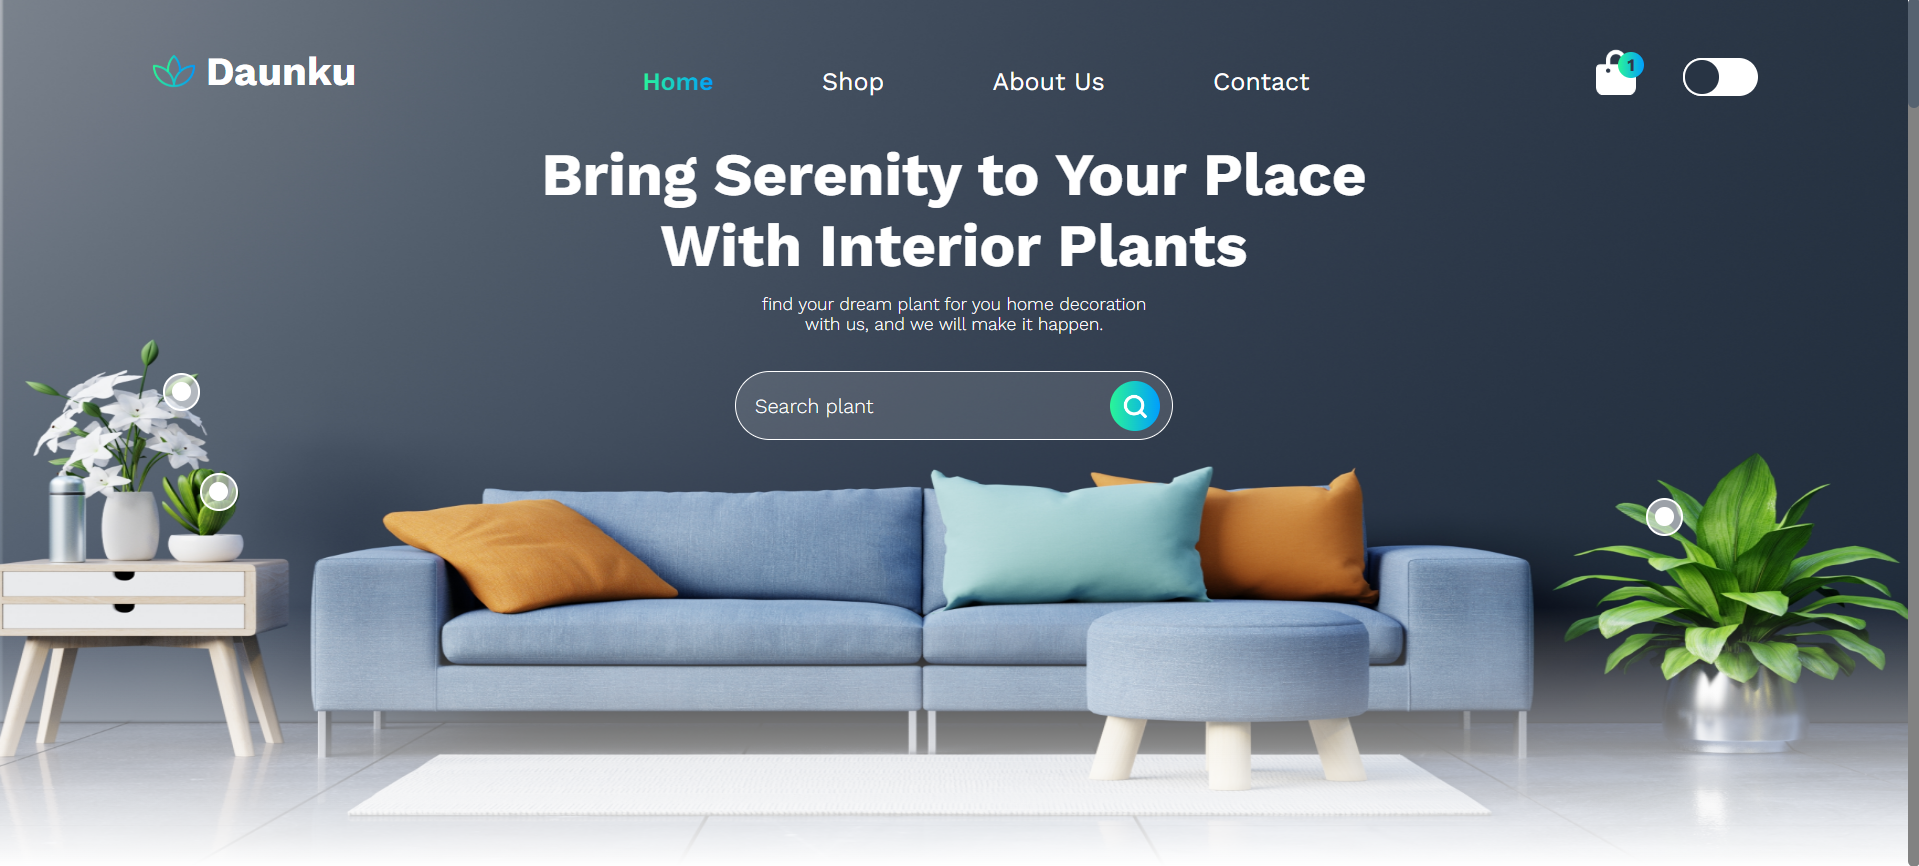 Daunku
Home Shop About Us Contact
1
Bring Serenity to Your Place
With Interior Plants
find your dream plant for you home decoration
with us, and we will make it happen.
Search plant